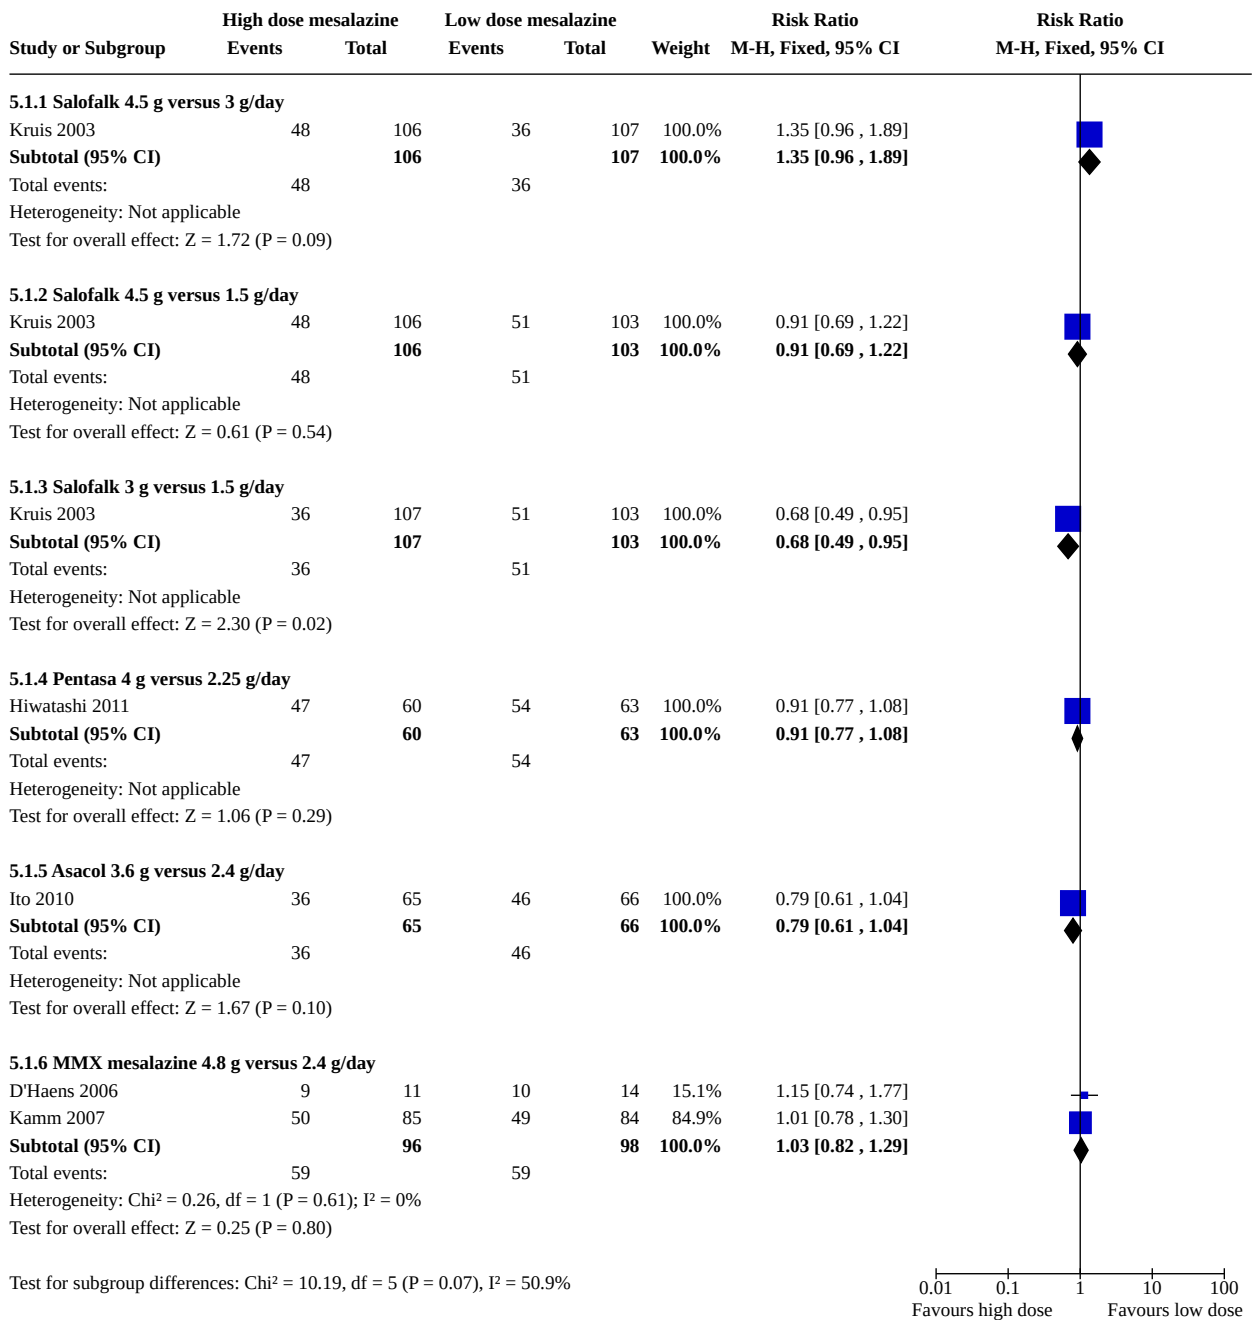 High dose mesalazine Low dose mesalazine Risk Ratio Risk Ratio
Study or Subgroup Events Total Events Total Weight M-H, Fixed, 95% CI M-H, Fixed, 95% CI
5.1.1 Salofalk 4.5 g versus 3 g/day
Kruis 2003 48 106 36 107 100.0% 1.35 [0.96 , 1.89]
Subtotal (95% CI) 106 107 100.0% 1.35 [0.96 , 1.89]
Total events: 48 36
Heterogeneity: Not applicable
Test for overall effect: Z = 1.72 (P = 0.09)
5.1.2 Salofalk 4.5 g versus 1.5 g/day
Kruis 2003 48 106 51 103 100.0% 0.91 [0.69 , 1.22]
Subtotal (95% CI) 106 103 100.0% 0.91 [0.69 , 1.22]
Total events: 48 51
Heterogeneity: Not applicable
Test for overall effect: Z = 0.61 (P = 0.54)
5.1.3 Salofalk 3 g versus 1.5 g/day
Kruis 2003 36 107 51 103 100.0% 0.68 [0.49 , 0.95]
Subtotal (95% CI) 107 103 100.0% 0.68 [0.49 , 0.95]
Total events: 36 51
Heterogeneity: Not applicable
Test for overall effect: Z = 2.30 (P = 0.02)
5.1.4 Pentasa 4 g versus 2.25 g/day
Hiwatashi 2011 47 60 54 63 100.0% 0.91 [0.77 , 1.08]
Subtotal (95% CI) 60 63 100.0% 0.91 [0.77 , 1.08]
Total events: 47 54
Heterogeneity: Not applicable
Test for overall effect: Z = 1.06 (P = 0.29)
5.1.5 Asacol 3.6 g versus 2.4 g/day
Ito 2010 36 65 46 66 100.0% 0.79 [0.61 , 1.04]
Subtotal (95% CI) 65 66 100.0% 0.79 [0.61 , 1.04]
Total events: 36 46
Heterogeneity: Not applicable
Test for overall effect: Z = 1.67 (P = 0.10)
5.1.6 MMX mesalazine 4.8 g versus 2.4 g/day
D'Haens 2006 9 11 10 14 15.1% 1.15 [0.74 , 1.77]
Kamm 2007 50 85 49 84 84.9% 1.01 [0.78 , 1.30]
Subtotal (95% CI) 96 98 100.0% 1.03 [0.82 , 1.29]
Total events: 59 59
Heterogeneity: Chi² = 0.26, df = 1 (P = 0.61); I² = 0%
Test for overall effect: Z = 0.25 (P = 0.80)
Test for subgroup differences: Chi² = 10.19, df = 5 (P = 0.07), I² = 50.9%
0.01 0.1 1 10 100
Favours high dose Favours low dose